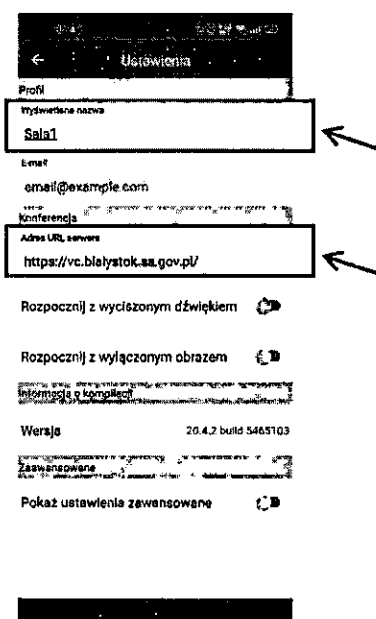 Ustawienia
Profil
Wyświetlana nazwa
Sala1
E-mail
email@example.com
Konferencja
Adres URL serwera
https://vc.bialystok.sa.gov.pl/
Rozpocznij z wyciszonym dźwiękiem
Rozpocznij z wyłączonym obrazem
Informacja o kompilacji
Wersja 20.4.2 build 5465103
Zaawansowane
Pokaż ustawienia zawansowane